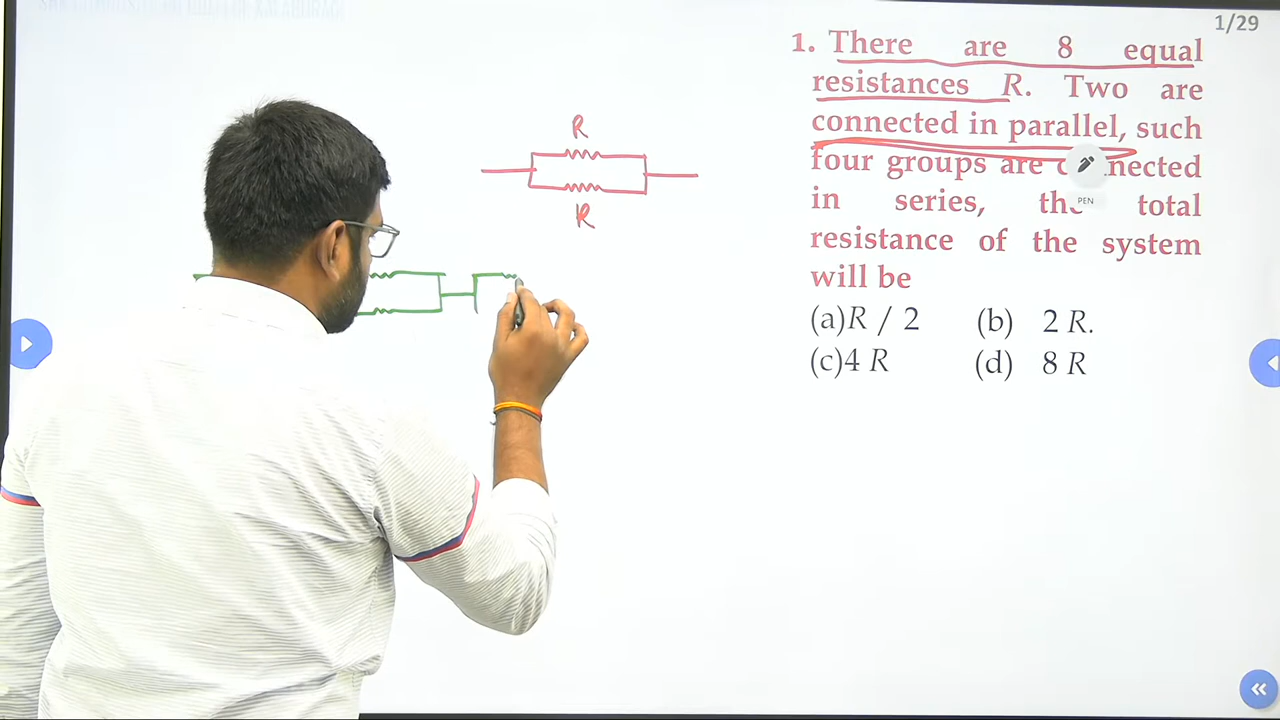 1/29
1. There are 8 equal
resistances R. Two are
connected in parallel, such
four groups are nnected
in series, the total
resistance of the system
will be
(a)R / 2 (b) 2 R.
(c)4 R (d) 8 R
R
R
PEN